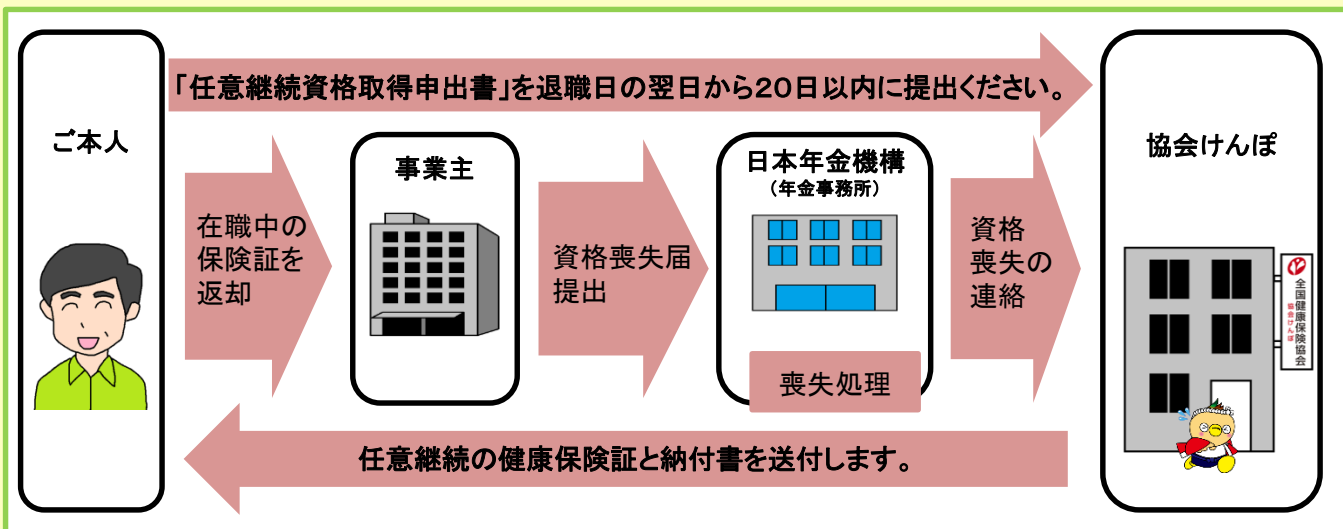 「任意継続資格取得申出書」を退職日の翌日から20日以内に提出ください。
ご本人
在職中の
保険証を
返却
事業主
資格喪失届
提出
日本年金機構
(年金事務所)
喪失処理
資格
喪失の
連絡
協会けんぽ
全国健康保険協会
協会けんぽ
任意継続の健康保険証と納付書を送付します。